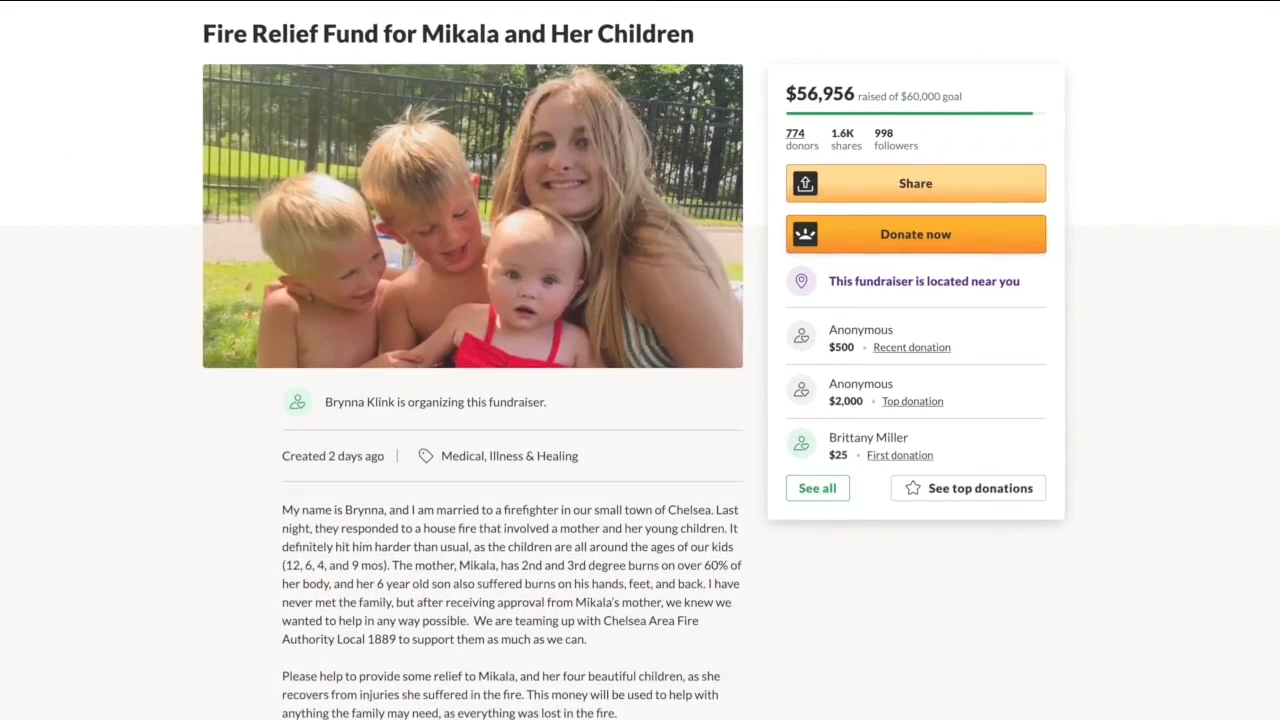 Fire Relief Fund for Mikala and Her Children
$56,956 raised of $60,000 goal
774 1.6K 998
donors shares followers
Share
Donate now
This fundraiser is located near you
Anonymous
$500 • Recent donation
Anonymous
$2,000 • Top donation
Brittany Miller
$25 • First donation
See all See top donations
Brynna Klink is organizing this fundraiser.
Created 2 days ago | Medical, Illness & Healing
My name is Brynna, and I am married to a firefighter in our small town of Chelsea. Last
night, they responded to a house fire that involved a mother and her young children. It
definitely hit him harder than usual, as the children are all around the ages of our kids
(12, 6, 4, and 9 mos). The mother, Mikala, has 2nd and 3rd degree burns on over 60% of
her body, and her 6 year old son also suffered burns on his hands, feet, and back. I have
never met the family, but after receiving approval from Mikala's mother, we knew we
wanted to help in any way possible. We are teaming up with Chelsea Area Fire
Authority Local 1889 to support them as much as we can.
Please help to provide some relief to Mikala, and her four beautiful children, as she
recovers from injuries she suffered in the fire. This money will be used to help with
anything the family may need, as everything was lost in the fire.